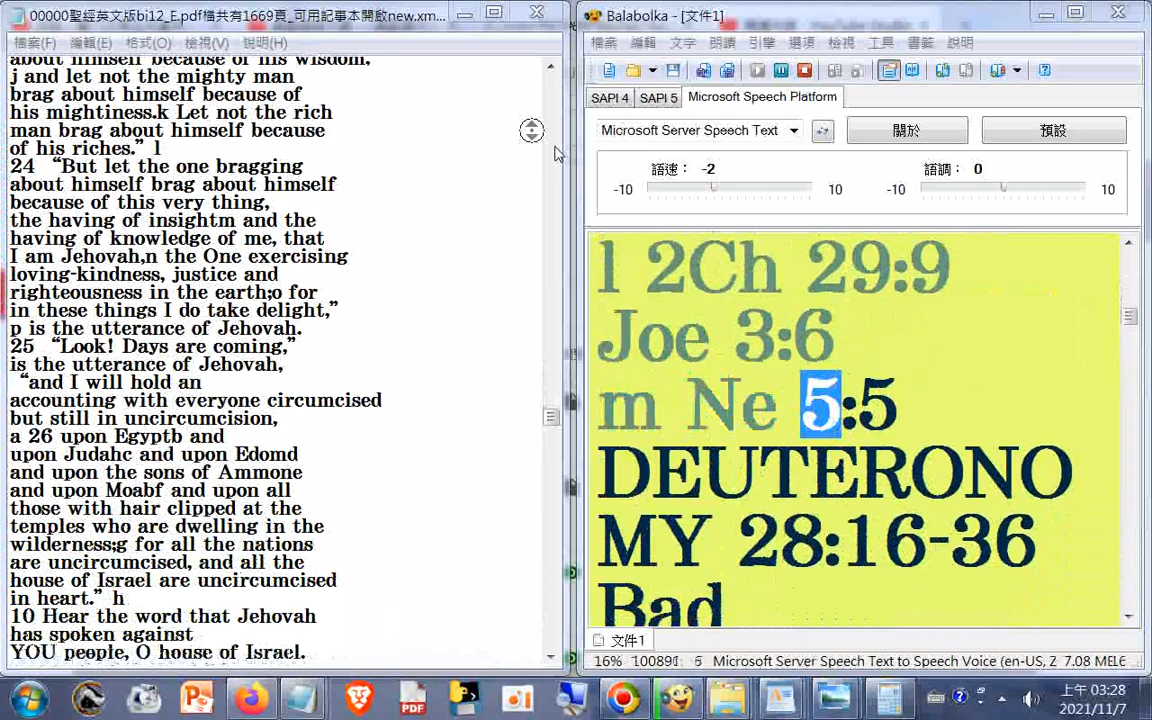 00000聖經英文版bi12_E.pdf檔共有1669頁_可用記事本開啟new.xm...
檔案(F) 編輯(E) 格式(O) 檢視(V) 說明(H)
about himself because of his wisdom,
j and let not the mighty man
brag about himself because of
his mightiness.k Let not the rich
man brag about himself because
of his riches.” l
24 “But let the one bragging
about himself brag about himself
because of this very thing,
the having of insightm and the
having of knowledge of me, that
I am Jehovah,n the One exercising
loving-kindness, justice and
righteousness in the earth;o for
in these things I do take delight,”
p is the utterance of Jehovah.
25 “Look! Days are coming,”
is the utterance of Jehovah,
“and I will hold an
accounting with everyone circumcised
but still in uncircumcision,
a 26 upon Egyptb and
upon Judahc and upon Edomd
and upon the sons of Ammone
and upon Moabf and upon all
those with hair clipped at the
temples who are dwelling in the
wilderness;g for all the nations
are uncircumcised, and all the
house of Israel are uncircumcised
in heart.” h
10 Hear the word that Jehovah
has spoken against
YOU people, O house of Israel.
Balabolka - [文件1]
檔案 編輯 文字 朗讀 引擎 選項 檢視 工具 書籤 說明
SAPI 4 SAPI 5 Microsoft Speech Platform
Microsoft Server Speech Text 關於 預設
語速： -2 語調： 0
-10 10 -10 10
l 2Ch 29:9
Joe 3:6
m Ne 5:5
DEUTERONO
MY 28:16-36
Bad
文件1
16% Microsoft Server Speech Text to Speech Voice (en-US, Z 7.08 MEL6
PDF
上午 03:28
2021/11/7